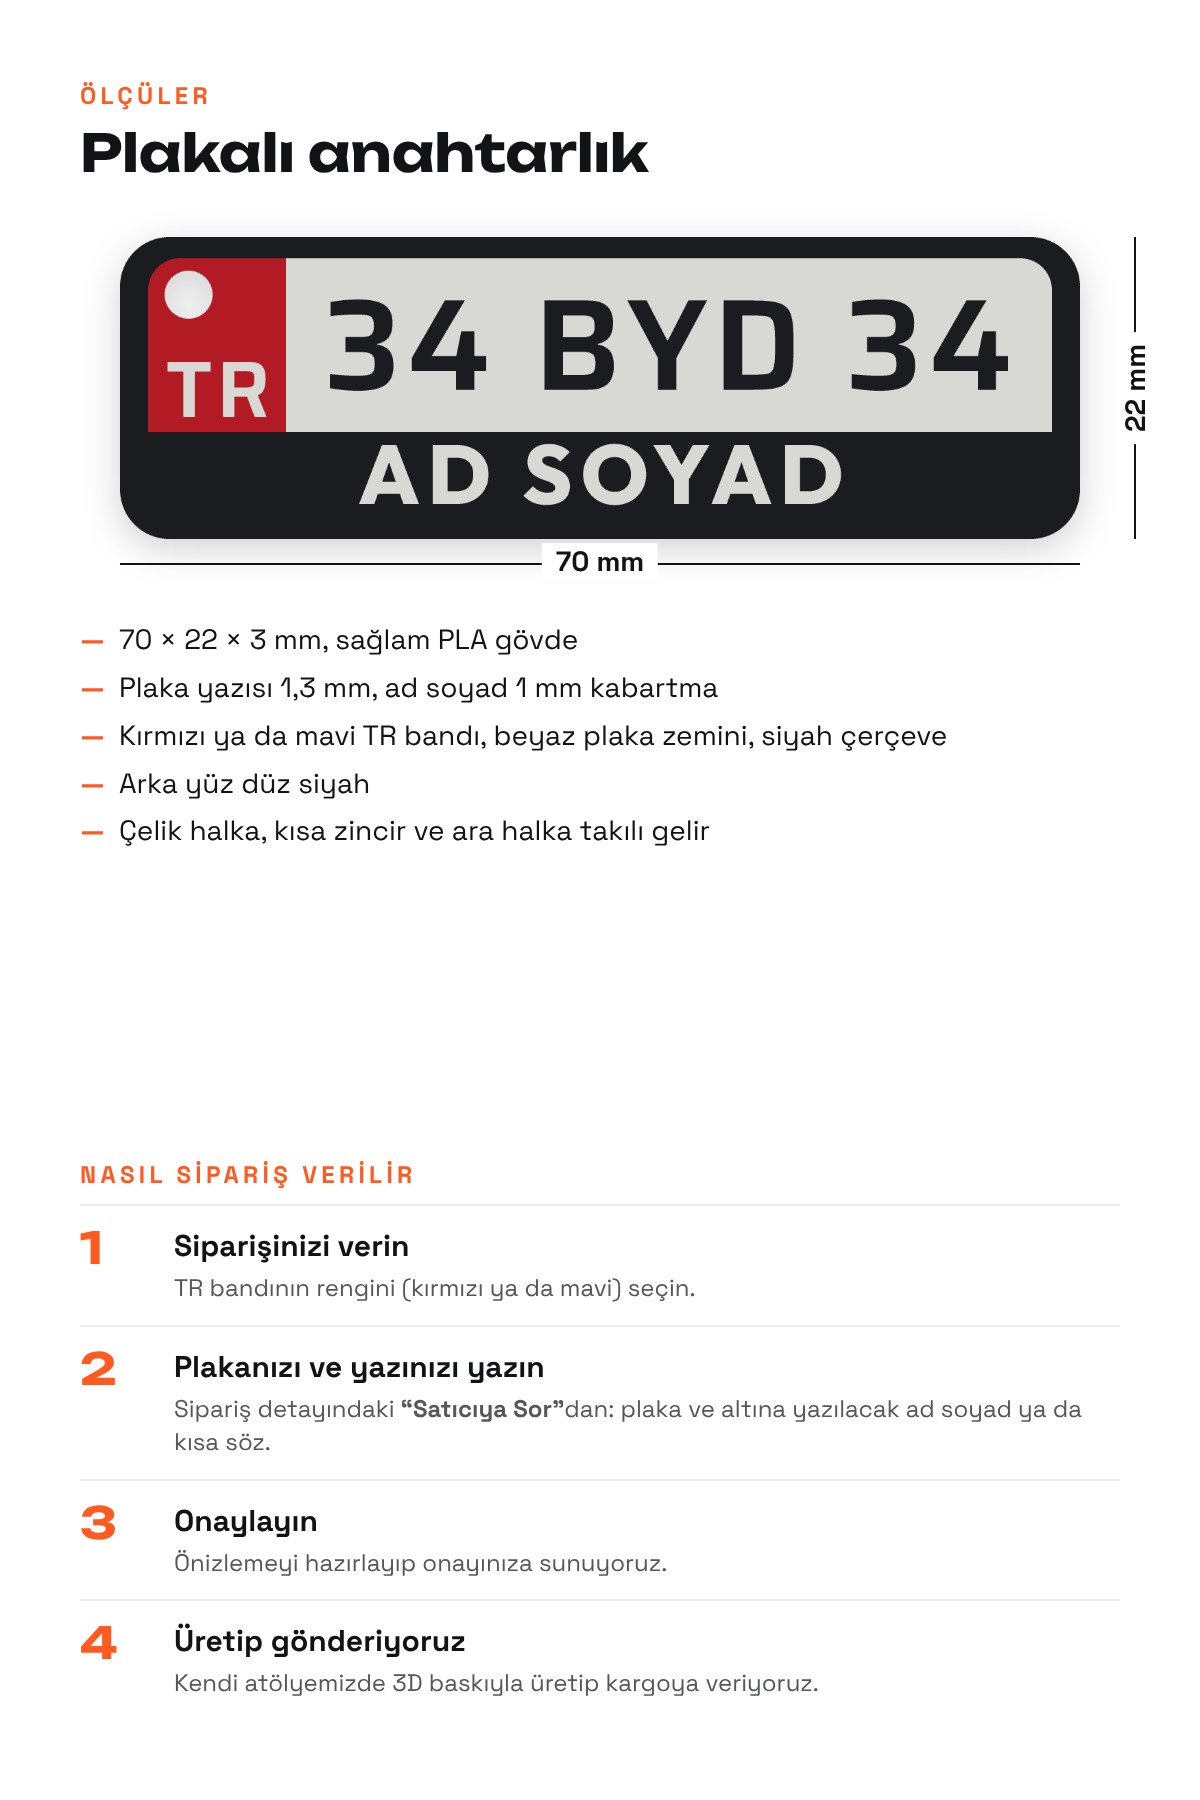 ÖLÇÜLER
Plakalı anahtarlık
TR
34 BYD 34
AD SOYAD
22 mm
70 mm
— 70 × 22 × 3 mm, sağlam PLA gövde
— Plaka yazısı 1,3 mm, ad soyad 1 mm kabartma
— Kırmızı ya da mavi TR bandı, beyaz plaka zemini, siyah çerçeve
— Arka yüz düz siyah
— Çelik halka, kısa zincir ve ara halka takılı gelir
NASIL SİPARİŞ VERİLİR
1 Siparişinizi verin
TR bandının rengini (kırmızı ya da mavi) seçin.
2 Plakanızı ve yazınızı yazın
Sipariş detayındaki “Satıcıya Sor”dan: plaka ve altına yazılacak ad soyad ya da
kısa söz.
3 Onaylayın
Önizlemeyi hazırlayıp onayınıza sunuyoruz.
4 Üretip gönderiyoruz
Kendi atölyemizde 3D baskıyla üretip kargoya veriyoruz.